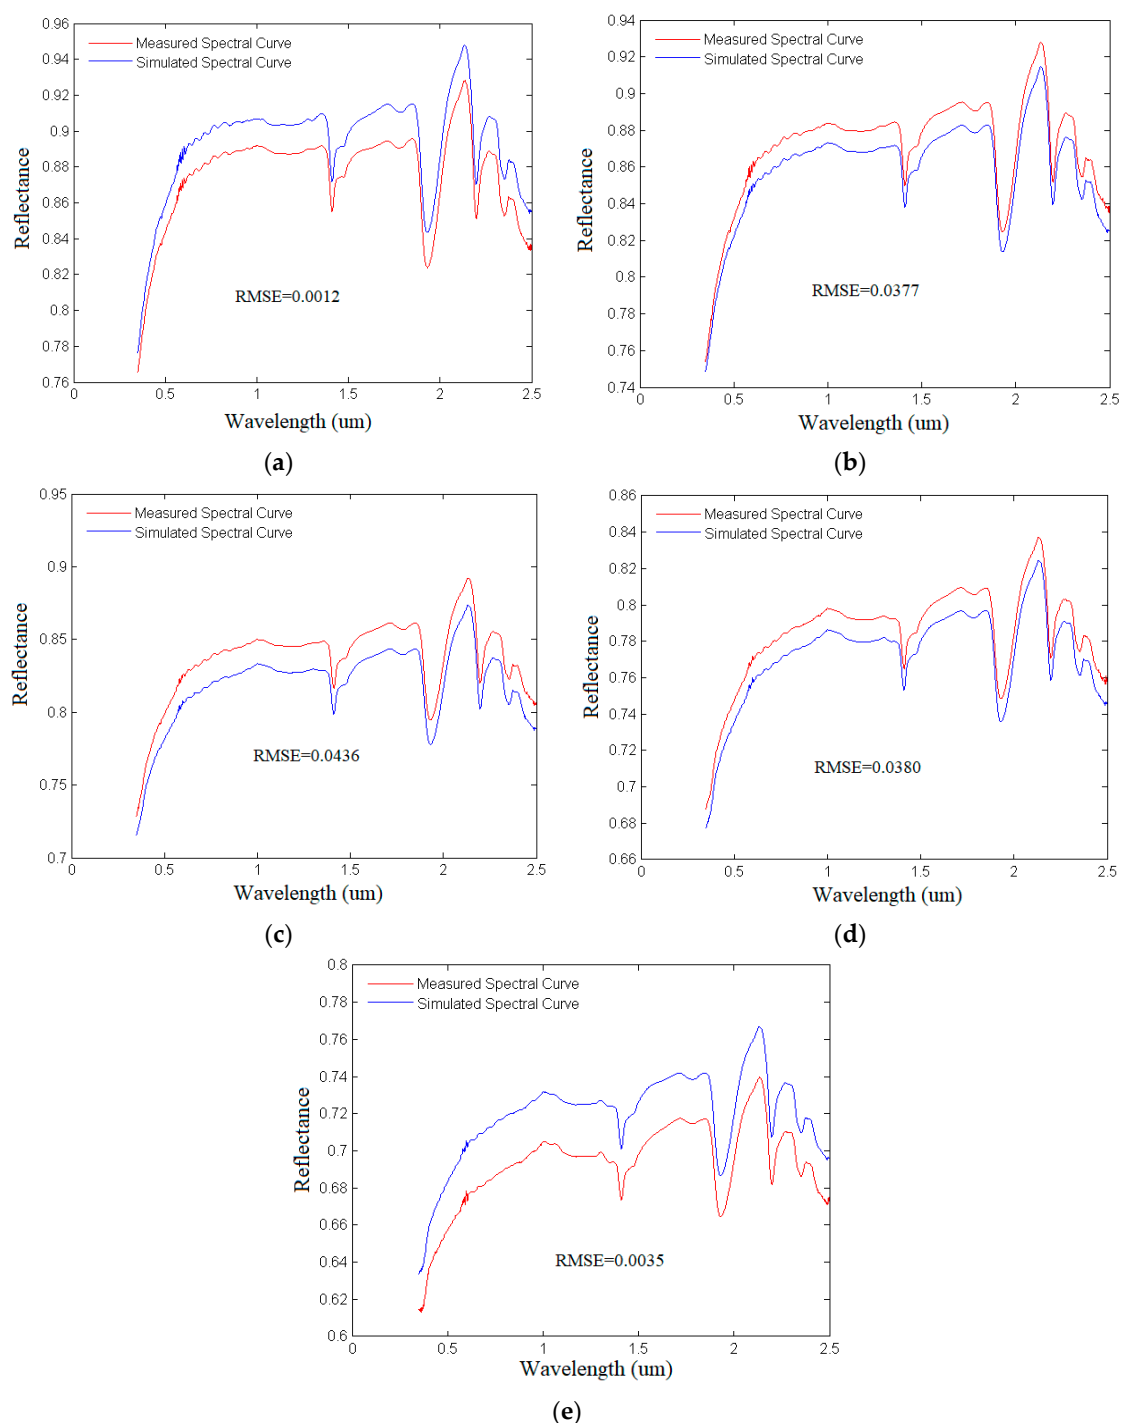 0.96
0.94
0.92
0.9
0.88
0.86
0.84
0.82
0.8
0.78
0.76
Reflectance
Measured Spectral Curve
Simulated Spectral Curve
RMSE=0.0012
0.5 1 1.5 2 2.5
Wavelength (um)
(a)
0.94
0.92
0.9
0.88
0.86
0.84
0.82
0.8
0.78
0.76
0.74
Reflectance
Measured Spectral Curve
Simulated Spectral Curve
RMSE=0.0377
0 0.5 1 1.5 2 2.5
Wavelength (um)
(b)
0.95
0.9
0.85
0.8
0.75
0.7
Reflectance
Measured Spectral Curve
Simulated Spectral Curve
RMSE=0.0436
0 0.5 1 1.5 2 2.5
Wavelength (um)
(c)
0.86
0.84
0.82
0.8
0.78
0.76
0.74
0.72
0.7
0.68
0.66
Reflectance
Measured Spectral Curve
Simulated Spectral Curve
RMSE=0.0380
0 0.5 1 1.5 2 2.5
Wavelength (um)
(d)
0.8
0.78
0.76
0.74
0.72
0.7
0.68
0.66
0.64
0.62
0.6
Reflectance
Measured Spectral Curve
Simulated Spectral Curve
RMSE=0.0035
0 0.5 1 1.5 2 2.5
Wavelength (um)
(e)